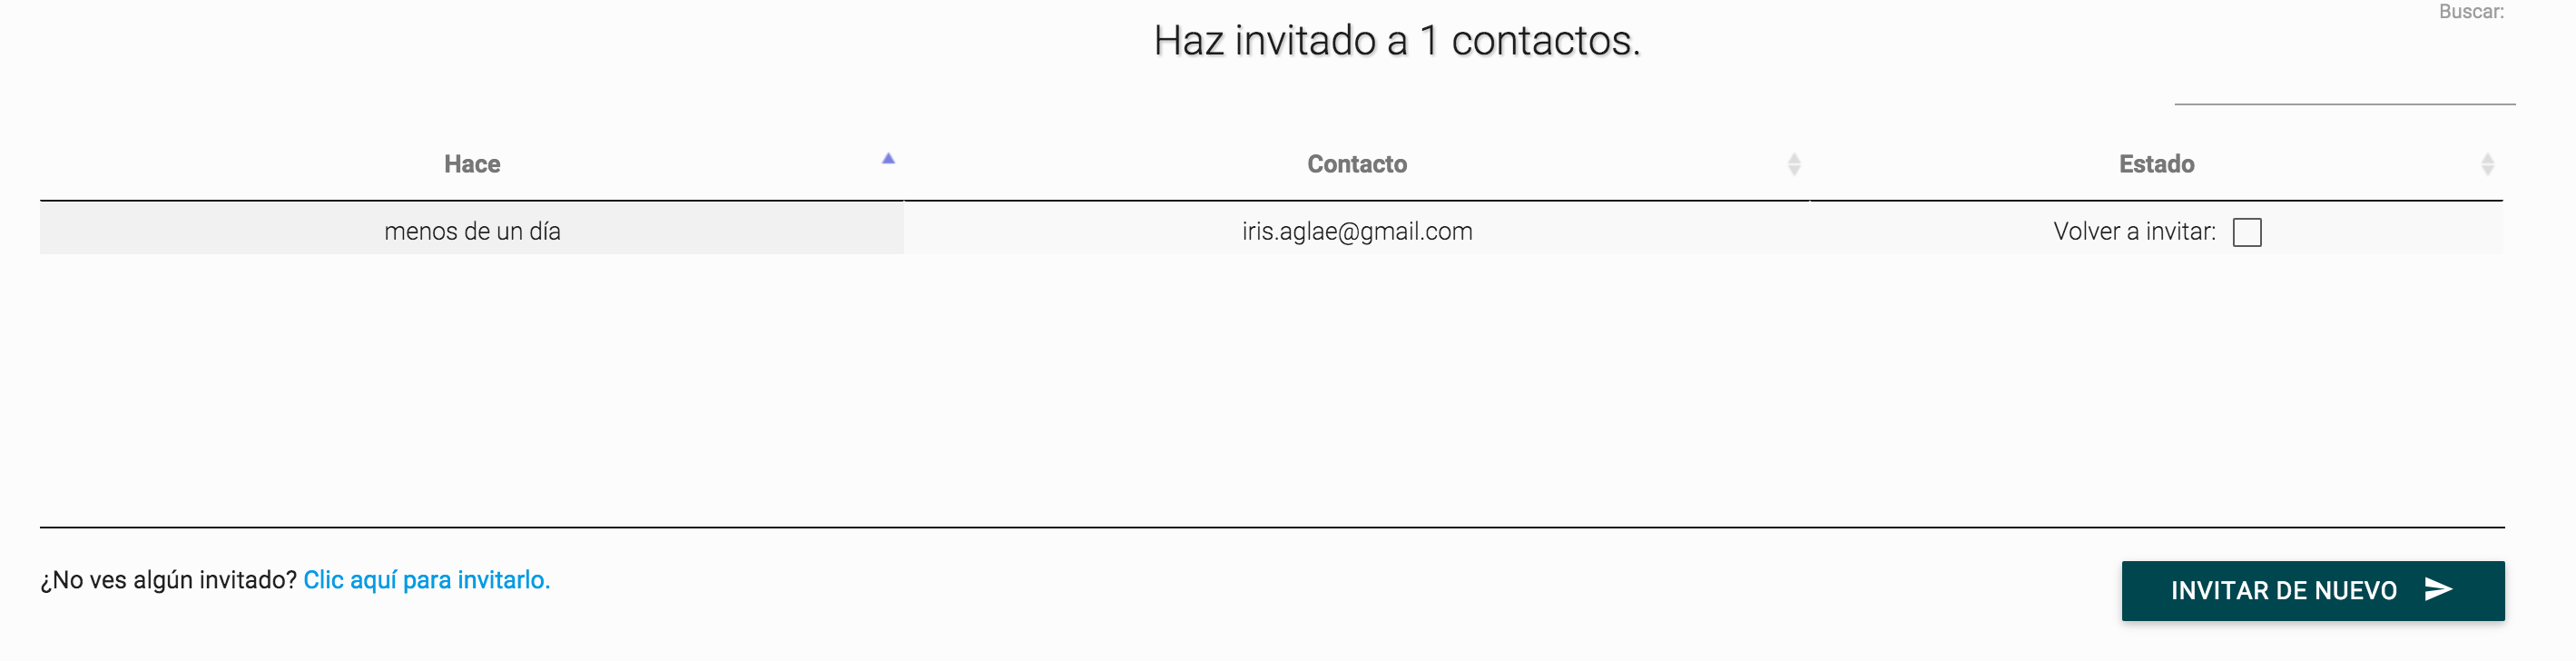 Buscar:
Haz invitado a 1 contactos.
Hace Contacto Estado
menos de un día iris.aglae@gmail.com Volver a invitar:
¿No ves algún invitado? Clic aquí para invitarlo.
INVITAR DE NUEVO